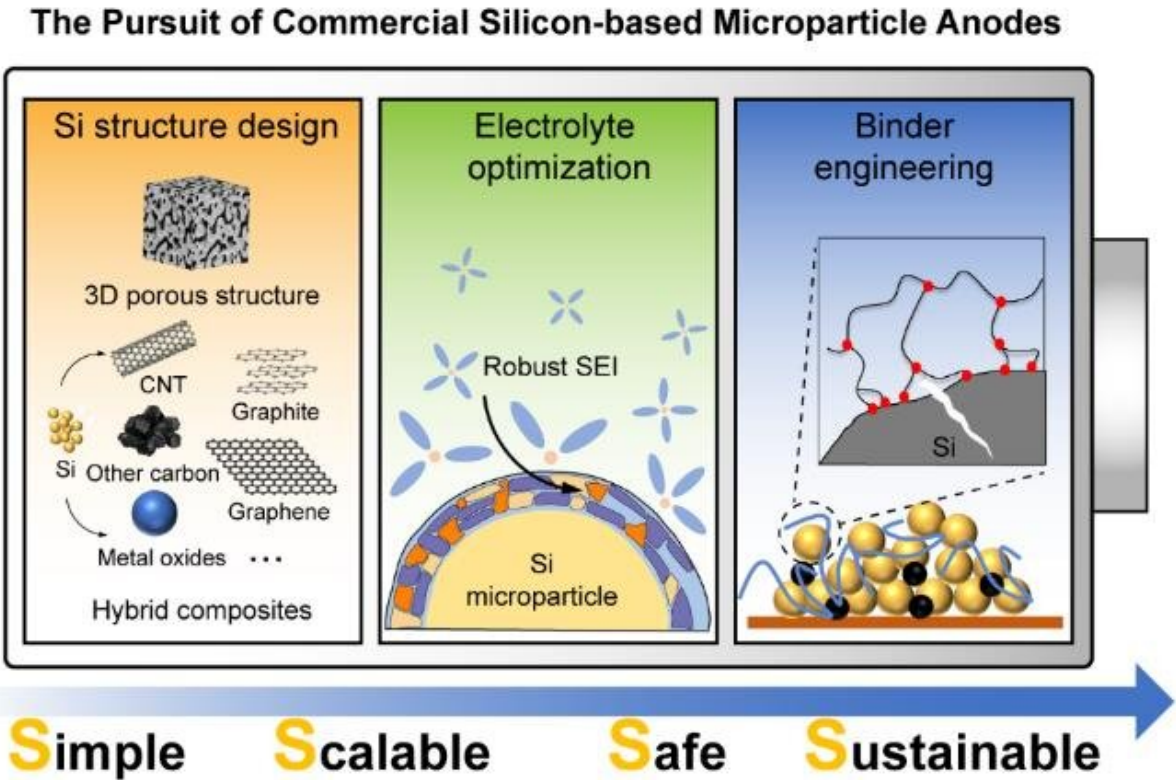 The Pursuit of Commercial Silicon-based Microparticle Anodes
Si structure design
3D porous structure
CNT
Graphite
Si
Other carbon
Graphene
Metal oxides ...
Hybrid composites
Electrolyte
optimization
Robust SEI
Si
microparticle
Binder
engineering
Si
Simple Scalable Safe Sustainable